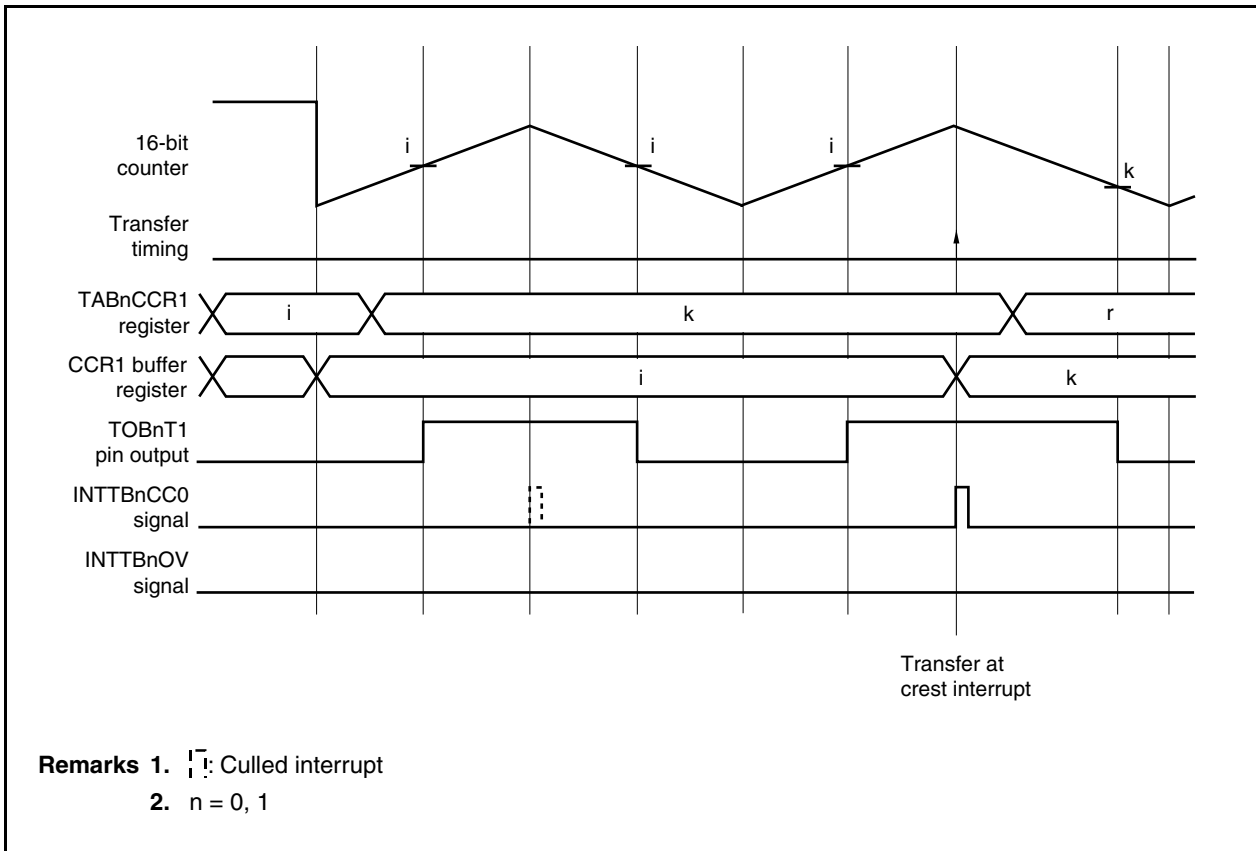 i
i
i
16-bit
counter
k
Transfer
timing
TABnCCR1
register
i
k
r
CCR1 buffer
register
i
k
TOBnT1
pin output
INTTBnCC0
signal
INTTBnOV
signal
Transfer at
crest interrupt
Remarks 1. : Culled interrupt
2. n = 0, 1